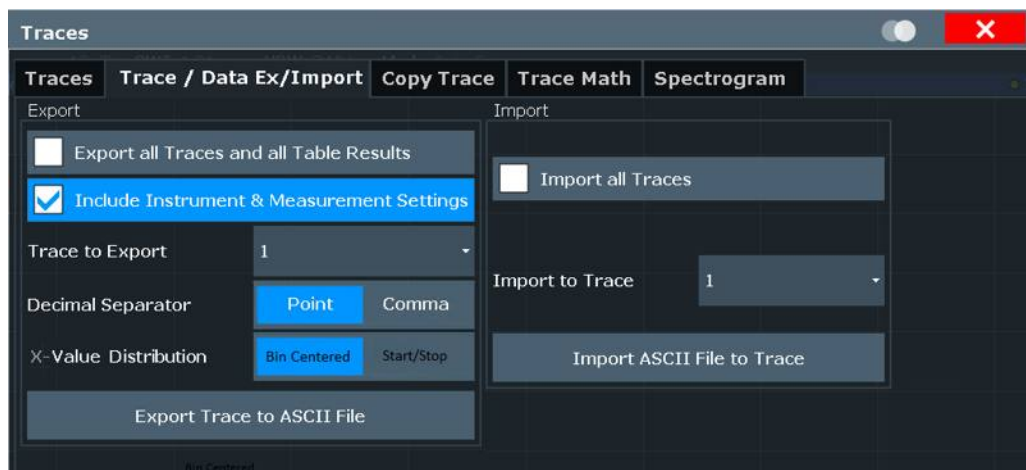 Traces
Traces
Trace / Data Ex/Import
Copy Trace
Trace Math
Spectrogram
Export
Export all Traces and all Table Results
Include Instrument & Measurement Settings
Trace to Export
1
Decimal Separator
Point
Comma
X-Value Distribution
Bin Centered
Start/Stop
Export Trace to ASCII File
Bin Centered
Import
Import all Traces
Import to Trace
1
Import ASCII File to Trace